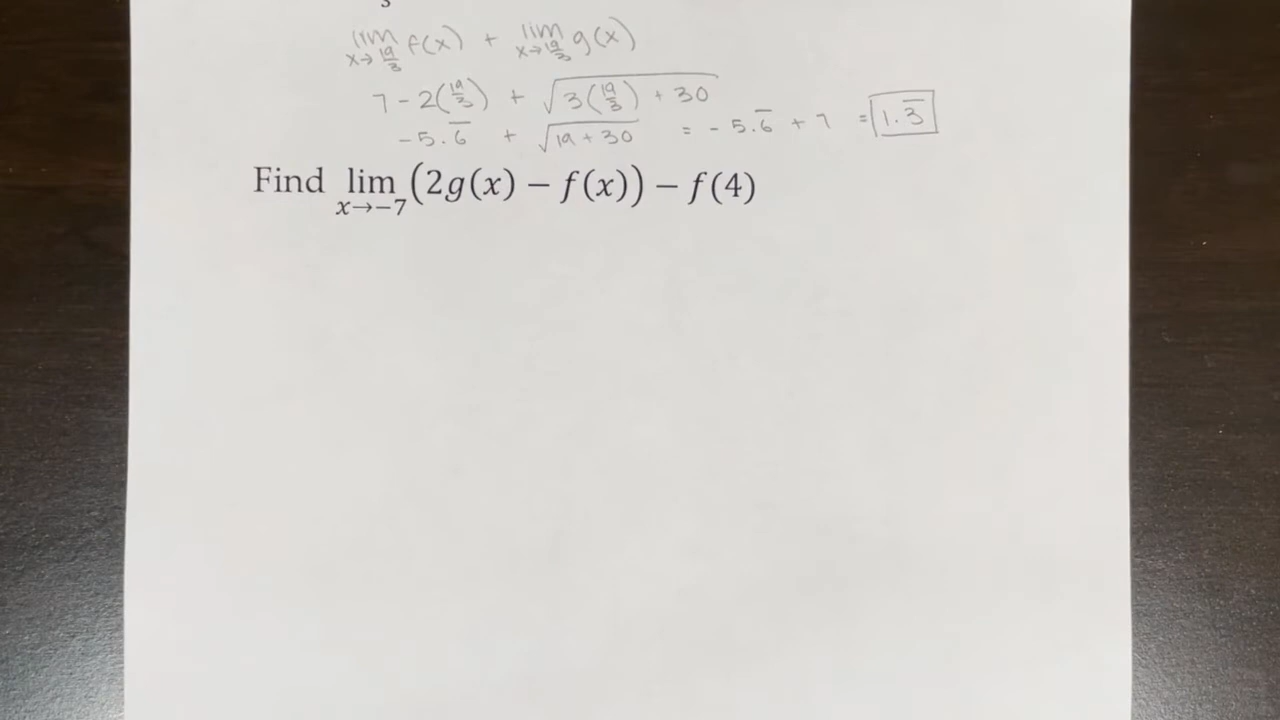 3
lim x→19/3 f(x) + lim x→19/3 g(x)
7 - 2(19/3) + √(3(19/3) + 30)
-5.6̅ + √(19 + 30) = -5.6̅ + 7 = 1.3̅
Find lim x→−7 (2g(x) − f(x)) − f(4)